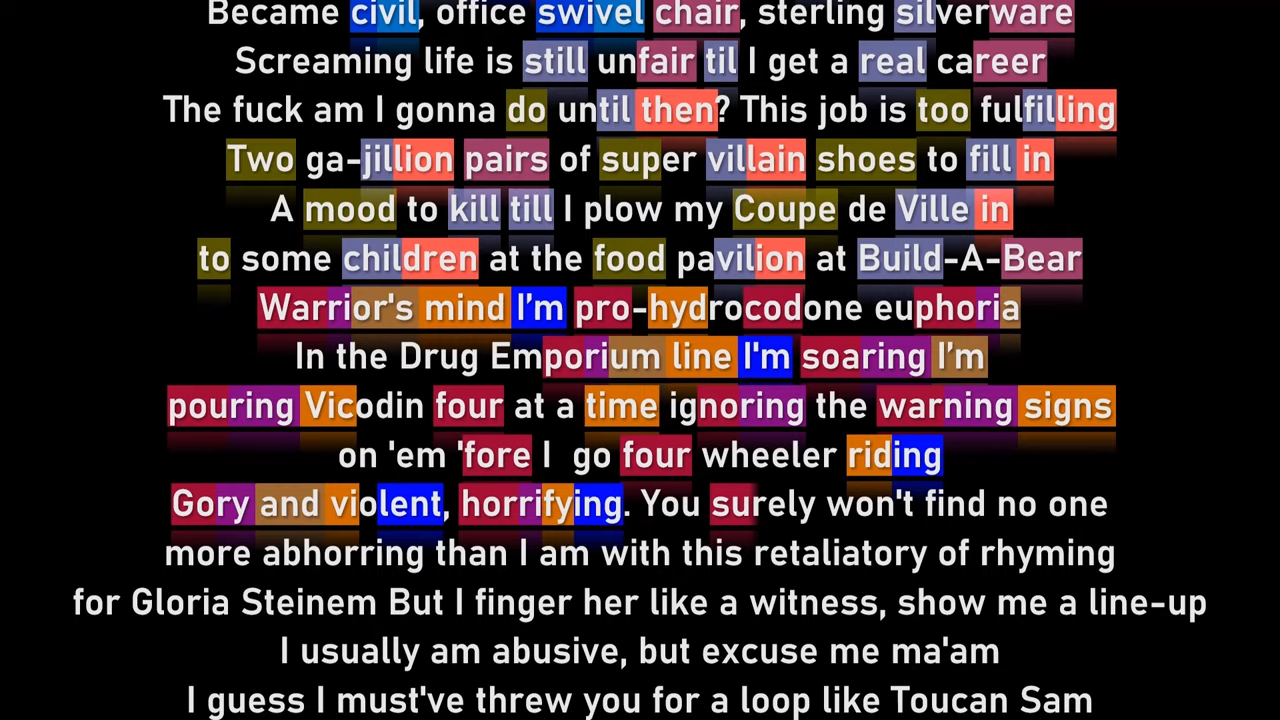 Became civil, office swivel chair, sterling silverware
Screaming life is still unfair til I get a real career
The fuck am I gonna do until then? This job is too fulfilling
Two ga-jillion pairs of super villain shoes to fill in
A mood to kill till I plow my Coupe de Ville in
to some children at the food pavilion at Build-A-Bear
Warrior's mind I’m pro-hydrocodone euphoria
In the Drug Emporium line I'm soaring I’m
pouring Vicodin four at a time ignoring the warning signs
on 'em 'fore I go four wheeler riding
Gory and violent, horrifying. You surely won't find no one
more abhorring than I am with this retaliatory of rhyming
for Gloria Steinem But I finger her like a witness, show me a line-up
I usually am abusive, but excuse me ma'am
I guess I must've threw you for a loop like Toucan Sam